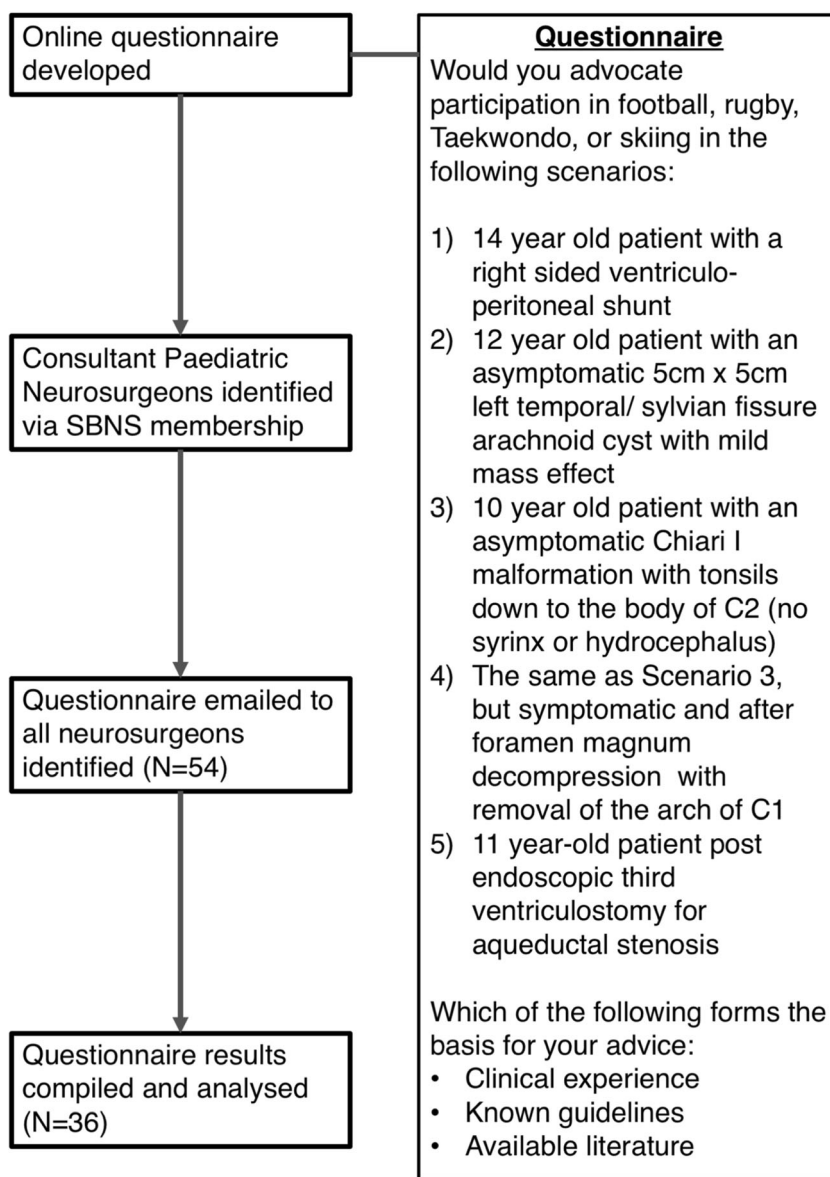 Online questionnaire
developed
Consultant Paediatric
Neurosurgeons identified
via SBNS membership
Questionnaire emailed to
all neurosurgeons
identified (N=54)
Questionnaire results
compiled and analysed
(N=36)
Questionnaire
Would you advocate
participation in football, rugby,
Taekwondo, or skiing in the
following scenarios:
1) 14 year old patient with a
right sided ventriculo-
peritoneal shunt
2) 12 year old patient with an
asymptomatic 5cm x 5cm
left temporal/ sylvian fissure
arachnoid cyst with mild
mass effect
3) 10 year old patient with an
asymptomatic Chiari I
malformation with tonsils
down to the body of C2 (no
syrinx or hydrocephalus)
4) The same as Scenario 3,
but symptomatic and after
foramen magnum
decompression with
removal of the arch of C1
5) 11 year-old patient post
endoscopic third
ventriculostomy for
aqueductal stenosis
Which of the following forms the
basis for your advice:
• Clinical experience
• Known guidelines
• Available literature